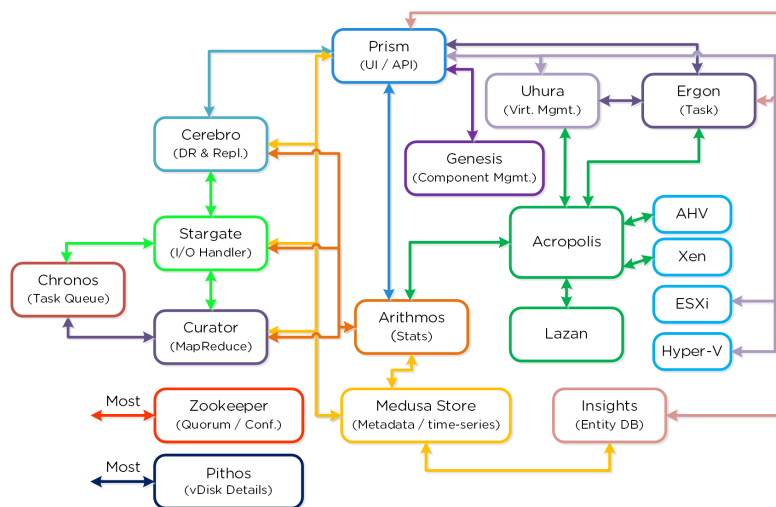 Prism
(UI / API)
Uhura
(Virt. Mgmt.)
Ergon
(Task)
Cerebro
(DR & Repl.)
Genesis
(Component Mgmt.)
Stargate
(I/O Handler)
Acropolis
AHV
Xen
Chronos
(Task Queue)
Curator
(MapReduce)
Arithmos
(Stats)
Lazan
ESXi
Hyper-V
Most
Zookeeper
(Quorum / Conf.)
Medusa Store
(Metadata / time-series)
Insights
(Entity DB)
Most
Pithos
(vDisk Details)